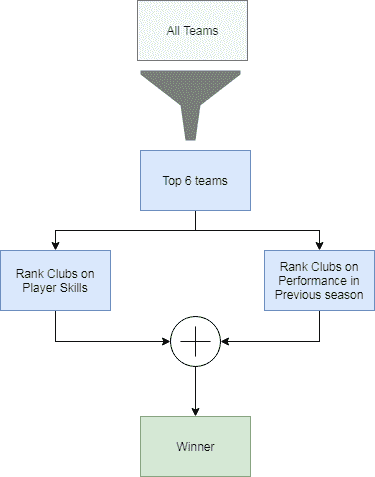 All Teams
Top 6 teams
Rank Clubs on
Player Skills
Rank Clubs on
Performance in
Previous season
Winner